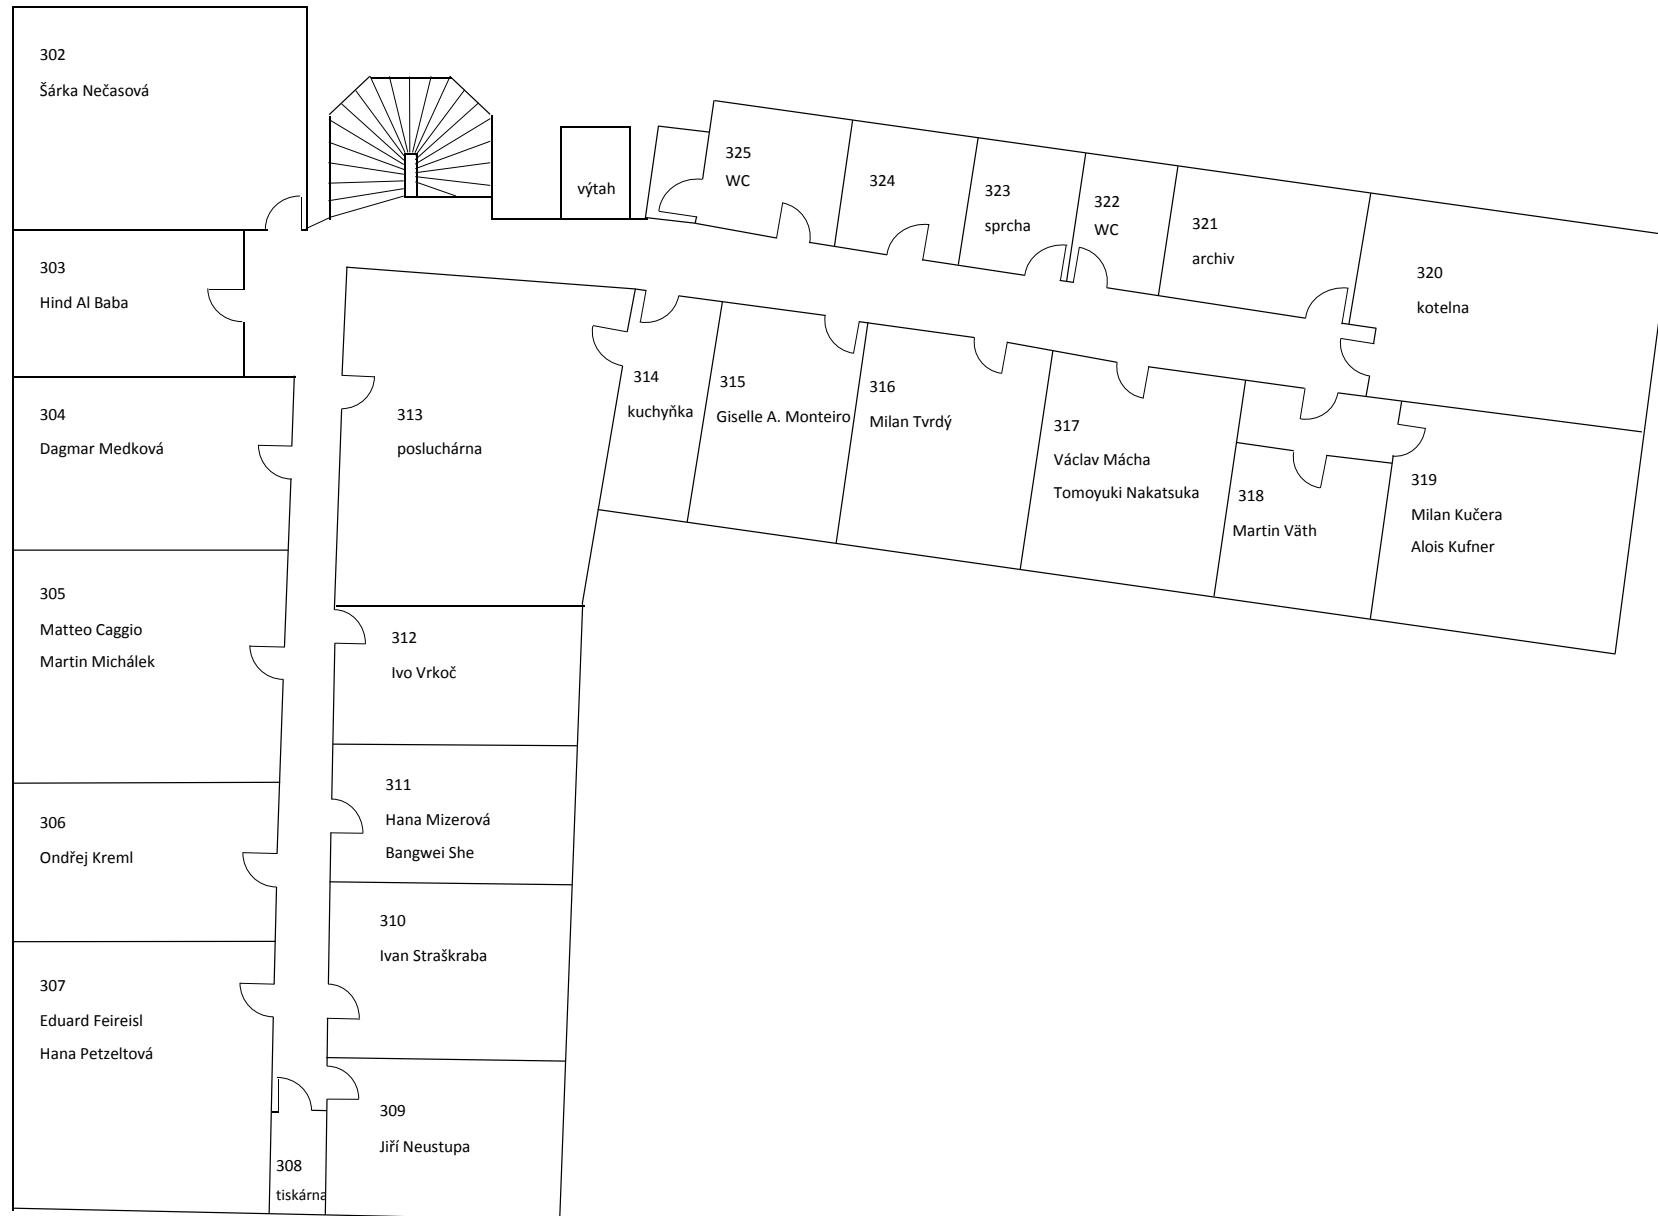 302
Šárka Nečasová
303
Hind Al Baba
304
Dagmar Medková
305
Matteo Caggio
Martin Michálek
306
Ondřej Kreml
307
Eduard Feireisl
Hana Petzeltová
308
tiskárna
309
Jiří Neustupa
310
Ivan Straškraba
311
Hana Mizerová
Bangwei She
312
Ivo Vrkoč
313
posluchárna
314
kuchyňka
315
Giselle A. Monteiro
316
Milan Tvrdý
317
Václav Mácha
Tomoyuki Nakatsuka
318
Martin Väth
319
Milan Kučera
Alois Kufner
320
kotelna
321
archiv
322
WC
323
sprcha
324
325
WC
výtah